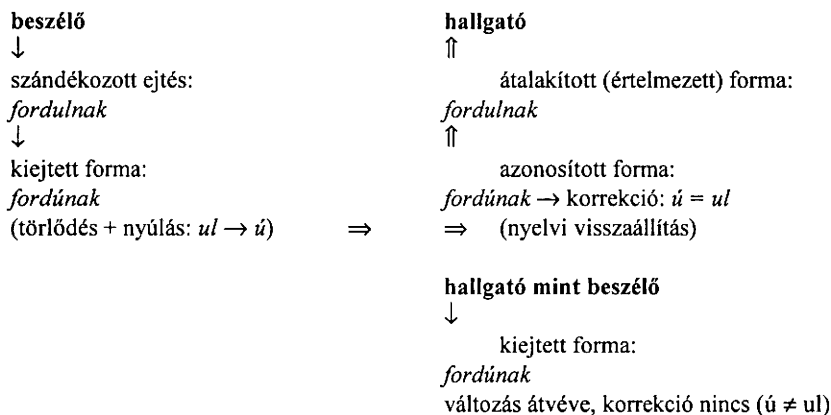 beszélő
↓
szándékozott ejtés:
fordulnak
↓
kiejtett forma:
fordúnak
(törlődés + nyúlás: ul → ú) ⇒
hallgató
⇑
átalakított (értelmezett) forma:
fordulnak
⇑
azonosított forma:
fordúnak → korrekció: ú = ul
⇒ (nyelvi visszaállítás)
hallgató mint beszélő
↓
kiejtett forma:
fordúnak
változás átvéve, korrekció nincs (ú ≠ ul)